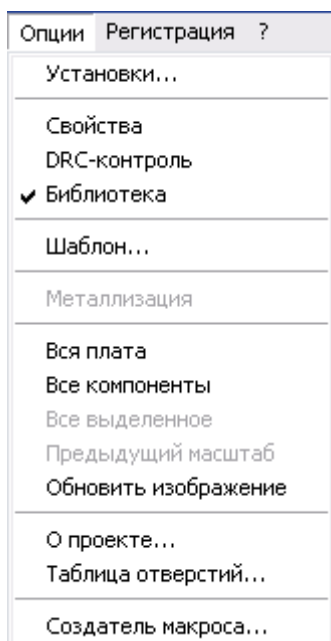 Опции Регистрация ?
Установки...
Свойства
DRC-контроль
Библиотека
Шаблон...
Металлизация
Вся плата
Все компоненты
Все выделенное
Предыдущий масштаб
Обновить изображение
О проекте...
Таблица отверстий...
Создатель макроса...